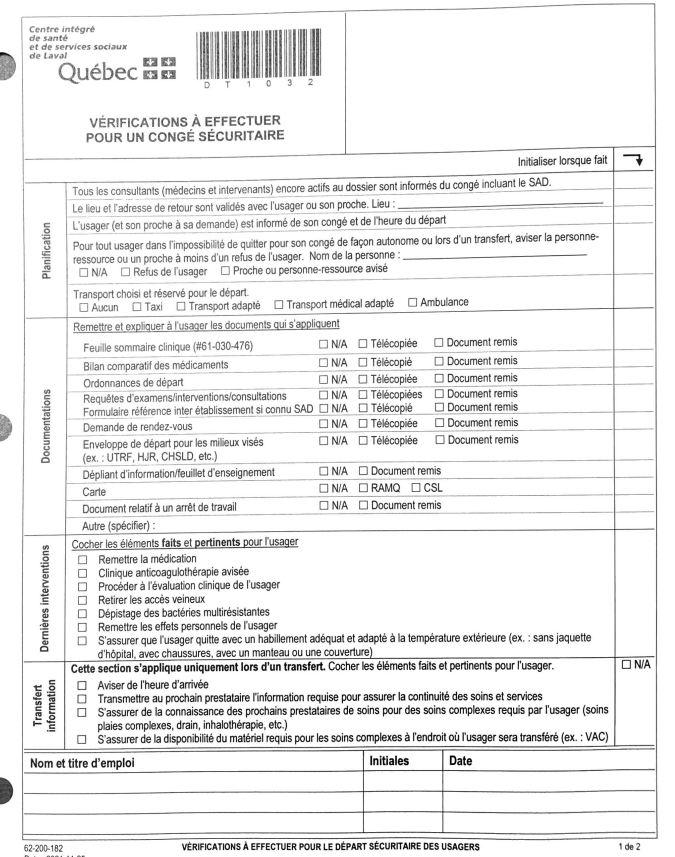 Centre intégré
de santé
et de services sociaux
de Laval
Québec
D T 1 0 3 2
VÉRIFICATIONS À EFFECTUER
POUR UN CONGÉ SÉCURITAIRE
Initialiser lorsque fait
Planification
Tous les consultants (médecins et intervenants) encore actifs au dossier sont informés du congé incluant le SAD.
Le lieu et l'adresse de retour sont validés avec l'usager ou son proche. Lieu :
L'usager (et son proche à sa demande) est informé de son congé et de l'heure du départ
Pour tout usager dans l'impossibilité de quitter pour son congé de façon autonome ou lors d'un transfert, aviser la personne-
ressource ou un proche à moins d'un refus de l'usager. Nom de la personne :
☐ N/A ☐ Refus de l'usager ☐ Proche ou personne-ressource avisé
Transport choisi et réservé pour le départ.
☐ Aucun ☐ Taxi ☐ Transport adapté ☐ Transport médical adapté ☐ Ambulance
Documentations
Remettre et expliquer à l'usager les documents qui s'appliquent
Feuille sommaire clinique (#61-030-476) ☐ N/A ☐ Télécopiée ☐ Document remis
Bilan comparatif des médicaments ☐ N/A ☐ Télécopié ☐ Document remis
Ordonnances de départ ☐ N/A ☐ Télécopiée ☐ Document remis
Requêtes d'examens/interventions/consultations ☐ N/A ☐ Télécopiées ☐ Document remis
Formulaire référence inter établissement si connu SAD ☐ N/A ☐ Télécopié ☐ Document remis
Demande de rendez-vous ☐ N/A ☐ Télécopiée ☐ Document remis
Enveloppe de départ pour les milieux visés ☐ N/A ☐ Télécopiée ☐ Document remis
(ex. : UTRF, HJR, CHSLD, etc.)
Dépliant d'information/feuillet d'enseignement ☐ N/A ☐ Document remis
Carte ☐ N/A ☐ RAMQ ☐ CSL
Document relatif à un arrêt de travail ☐ N/A ☐ Document remis
Autre (spécifier) :
Dernières interventions
Cocher les éléments faits et pertinents pour l'usager
☐ Remettre la médication
☐ Clinique anticoagulothérapie avisée
☐ Procéder à l'évaluation clinique de l'usager
☐ Retirer les accès veineux
☐ Dépistage des bactéries multirésistantes
☐ Remettre les effets personnels de l'usager
☐ S'assurer que l'usager quitte avec un habillement adéquat et adapté à la température extérieure (ex. : sans jaquette
d'hôpital, avec chaussures, avec un manteau ou une couverture)
Transfert
information
Cette section s'applique uniquement lors d'un transfert. Cocher les éléments faits et pertinents pour l'usager. ☐ N/A
☐ Aviser de l'heure d'arrivée
☐ Transmettre au prochain prestataire l'information requise pour assurer la continuité des soins et services
☐ S'assurer de la connaissance des prochains prestataires de soins pour des soins complexes requis par l'usager (soins
plaies complexes, drain, inhalothérapie, etc.)
☐ S'assurer de la disponibilité du matériel requis pour les soins complexes à l'endroit où l'usager sera transféré (ex. : VAC)
Nom et titre d'emploi Initiales Date
62-200-182 VÉRIFICATIONS À EFFECTUER POUR LE DÉPART SÉCURITAIRE DES USAGERS 1 de 2